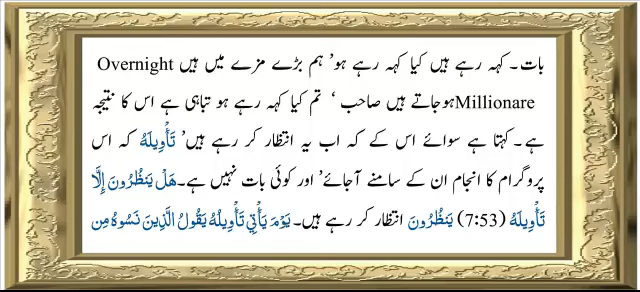 بات۔ کہہ رہے ہیں کیا کہہ رہے ہو’ ہم بڑے مزے میں ہیں Overnight
Millionare ہوجاتے ہیں صاحب ‘ تم کیا کہہ رہے ہو تباہی ہے اس کا نتیجہ
ہے۔ کہتا ہے سوائے اس کے کہ اب یہ انتظار کر رہے ہیں’ تَأْوِيلَهُ کہ اس
پروگرام کا انجام ان کے سامنے آجائے’ اور کوئی بات نہیں ہے۔ هَلْ يَنظُرُونَ إِلَّا
تَأْوِيلَهُ (7:53) يَنظُرُونَ انتظار کر رہے ہیں۔ يَوْمَ يَأْتِي تَأْوِيلُهُ يَقُولُ الَّذِينَ نَسُوهُ مِن